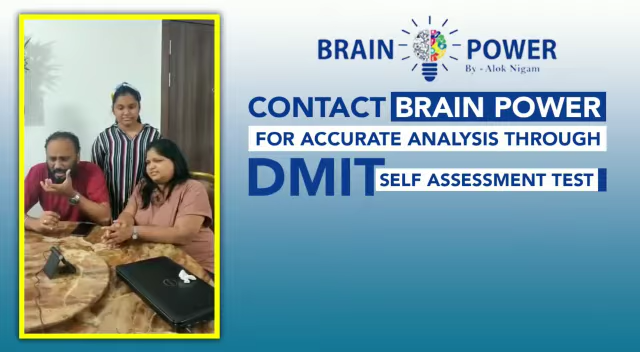 BRAIN POWER
By - Alok Nigam
CONTACT BRAIN POWER
FOR ACCURATE ANALYSIS THROUGH
DMIT SELF ASSESSMENT TEST